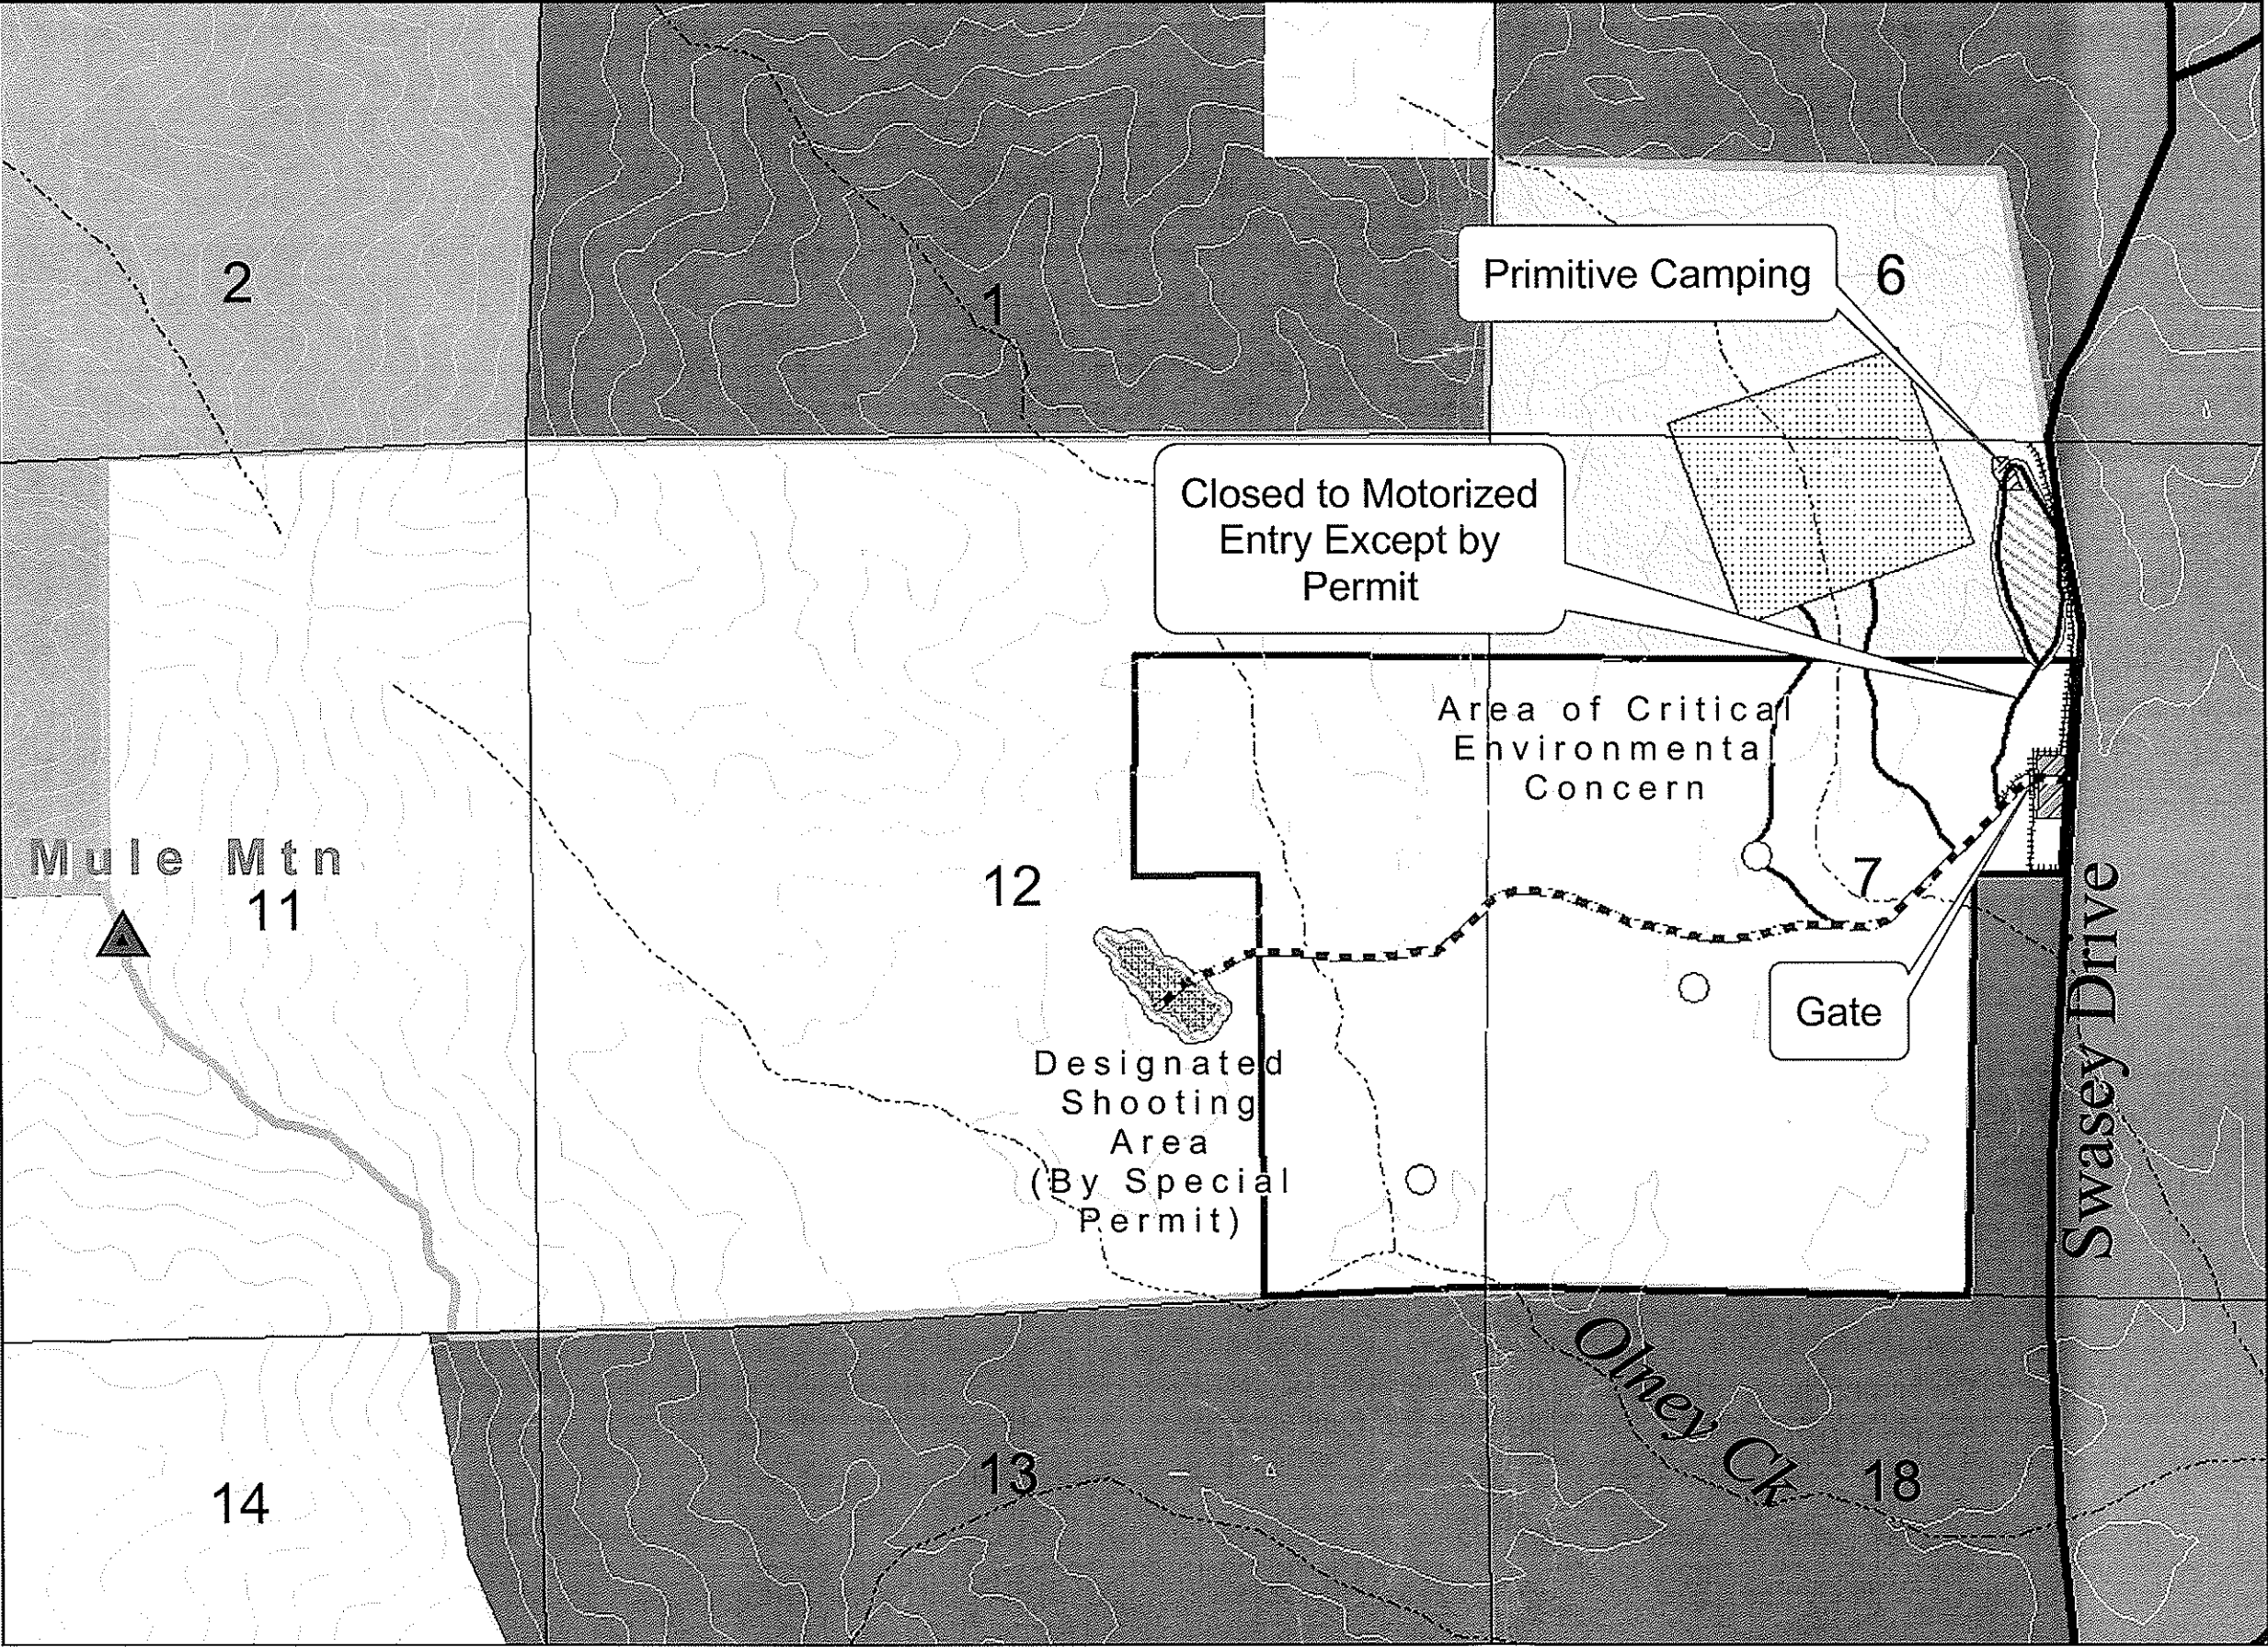 2
1
Primitive Camping
6
Closed to Motorized
Entry Except by
Permit
Area of Critical
Environmental
Concern
Mule Mtn
11
12
7
Gate
Swasey Drive
Designated
Shooting
Area
(By Special
Permit)
Olney Ck
14
13
18